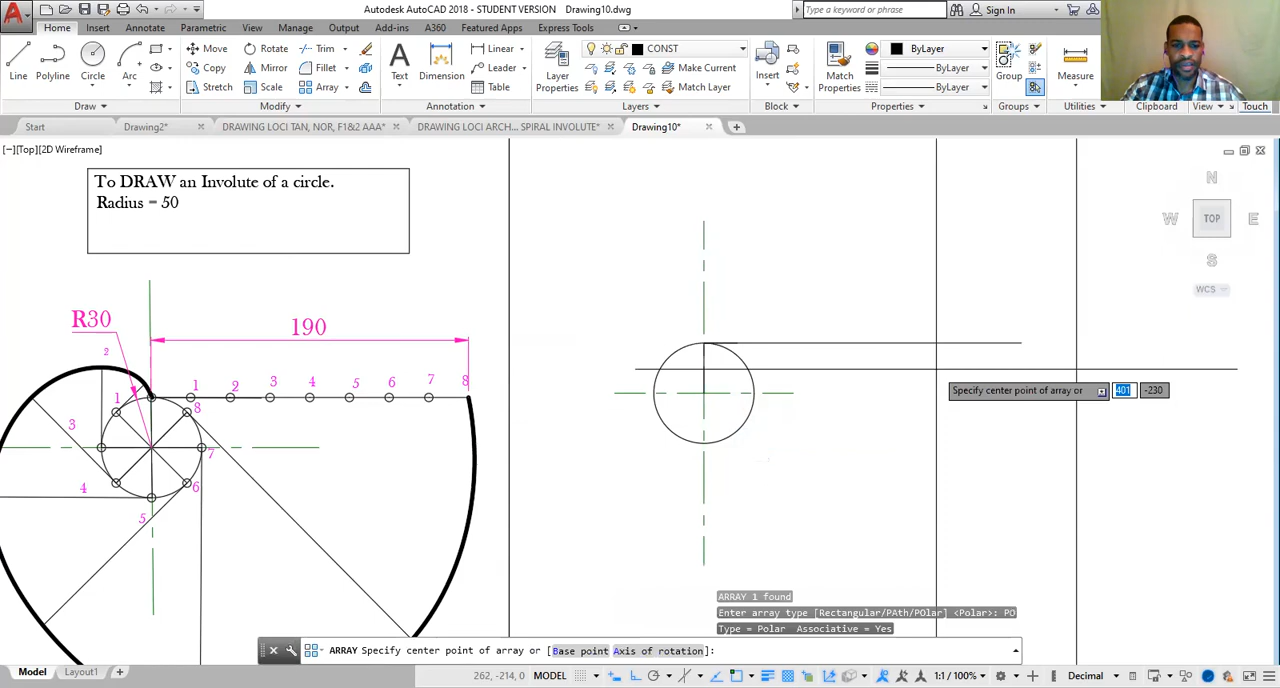 Autodesk AutoCAD 2018 - STUDENT VERSION Drawing10.dwg
Type a keyword or phrase
Sign In
Home Insert Annotate Parametric View Manage Output Add-ins A360 Featured Apps Express Tools
Line Polyline Circle Arc
Move Rotate Trim
Copy Mirror Fillet
Stretch Scale Array
Text Dimension
Linear
Leader
Table
Layer
Properties
CONST
Make Current
Match Layer
Insert
Match
Properties
ByLayer
ByLayer
ByLayer
Group
Measure
Draw Modify Annotation Layers Block Properties Groups Utilities Clipboard View Touch
Start Drawing2* DRAWING LOCI TAN, NOR, F1&2 AAA* DRAWING LOCI ARCH... SPIRAL INVOLUTE* Drawing10*
[−][Top][2D Wireframe]
To DRAW an Involute of a circle.
Radius = 50
N
W TOP E
S
WCS
R30
190
2
1 2 3 4 5 6 7 8
1 8
3
7
4 6
5
Specify center point of array or 401 -230
ARRAY 1 found
Enter array type [Rectangular/PAth/POlar] <Polar>: PO
Type = Polar Associative = Yes
ARRAY Specify center point of array or [Base point Axis of rotation]:
Model Layout1
262, -214, 0 MODEL 1:1 / 100% Decimal